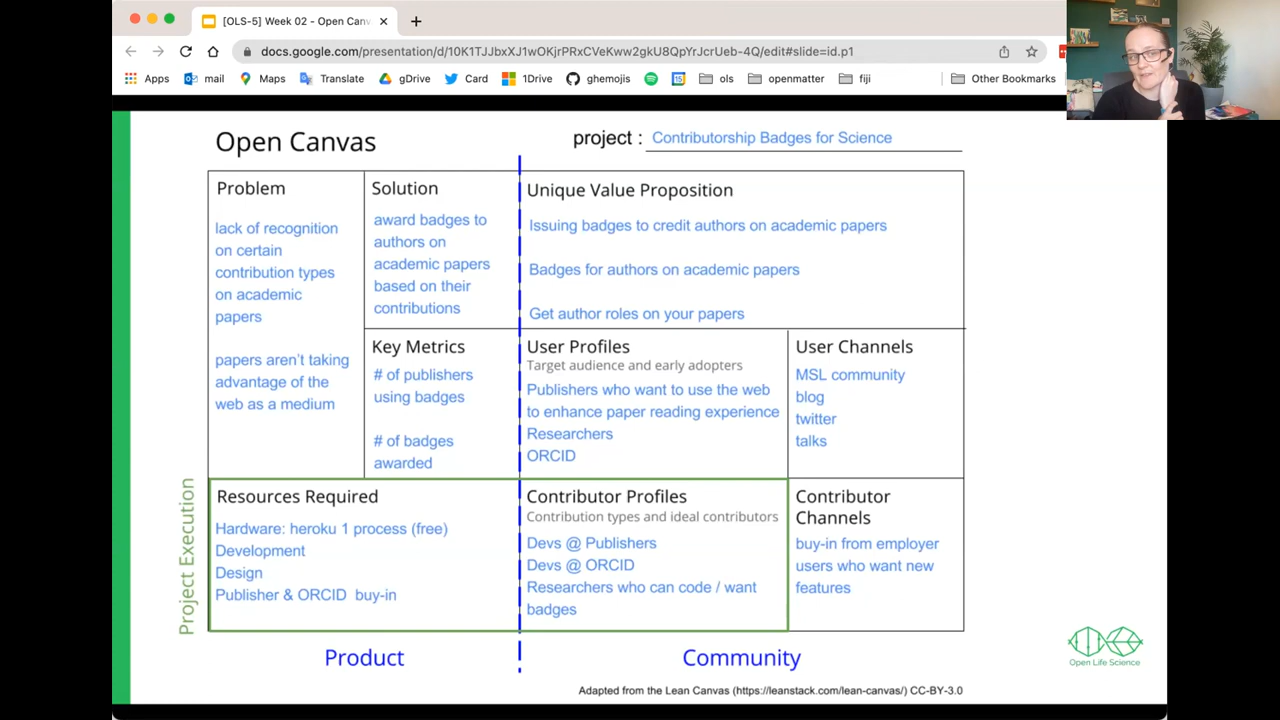 [OLS-5] Week 02 - Open Canv
docs.google.com/presentation/d/10K1TJJbxXJ1wOKjrPRxCVeKww2gkU8QpYrJcrUeb-4Q/edit#slide=id.p1
Apps mail Maps Translate gDrive Card 1Drive ghemojis ols openmatter fiji Other Bookmarks
Open Canvas
project : Contributorship Badges for Science
Problem
lack of recognition
on certain
contribution types
on academic
papers
papers aren't taking
advantage of the
web as a medium
Solution
award badges to
authors on
academic papers
based on their
contributions
Key Metrics
# of publishers
using badges
# of badges
awarded
Unique Value Proposition
Issuing badges to credit authors on academic papers
Badges for authors on academic papers
Get author roles on your papers
User Profiles
Target audience and early adopters
Publishers who want to use the web
to enhance paper reading experience
Researchers
ORCID
User Channels
MSL community
blog
twitter
talks
Project Execution
Resources Required
Hardware: heroku 1 process (free)
Development
Design
Publisher & ORCID buy-in
Contributor Profiles
Contribution types and ideal contributors
Devs @ Publishers
Devs @ ORCID
Researchers who can code / want
badges
Contributor
Channels
buy-in from employer
users who want new
features
Product
Community
Open Life Science
Adapted from the Lean Canvas (https://leanstack.com/lean-canvas/) CC-BY-3.0